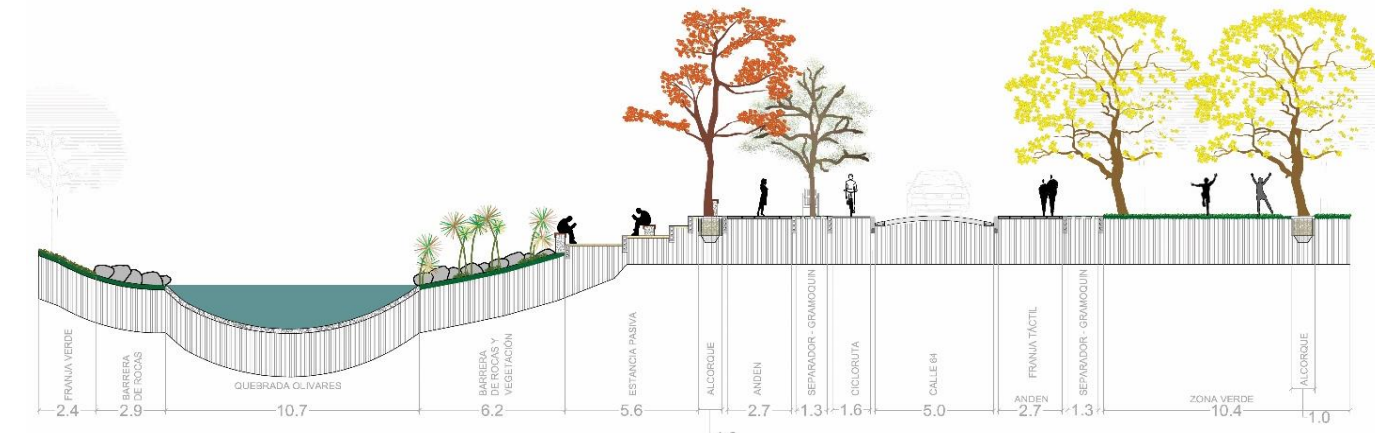 FRANJA VERDE
BARRERA
DE ROCAS
QUEBRADA OLIVARES
BARRERA
DE ROCAS Y
VEGETACIÓN
ESTANCIA PASIVA
ALCORQUE
ANDEN
SEPARADOR - GRAMOQUIN
CICLORUTA
CALLE 64
FRANJA TÁCTIL
ANDEN
SEPARADOR - GRAMOQUIN
ZONA VERDE
ALCORQUE
2.4
2.9
10.7
6.2
5.6
2.7
1.3
1.6
5.0
2.7
1.3
10.4
1.0